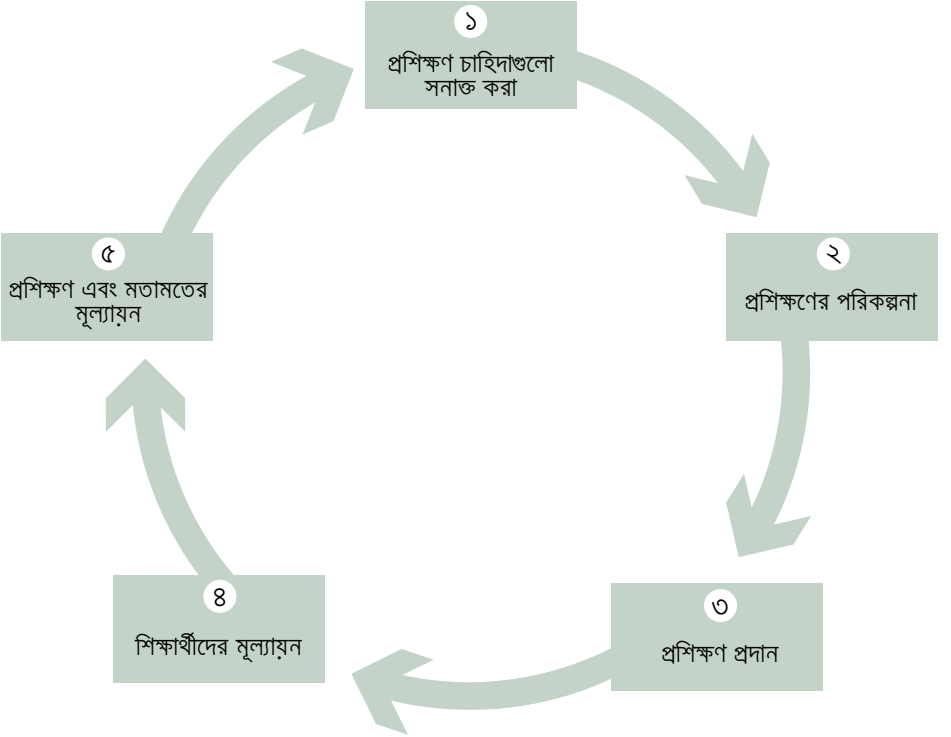 ১
প্রশিক্ষণ চাহিদাগুলো
সনাক্ত করা
২
প্রশিক্ষণের পরিকল্পনা
৩
প্রশিক্ষণ প্রদান
৪
শিক্ষার্থীদের মূল্যায়ন
৫
প্রশিক্ষণ এবং মতামতের
মূল্যায়ন